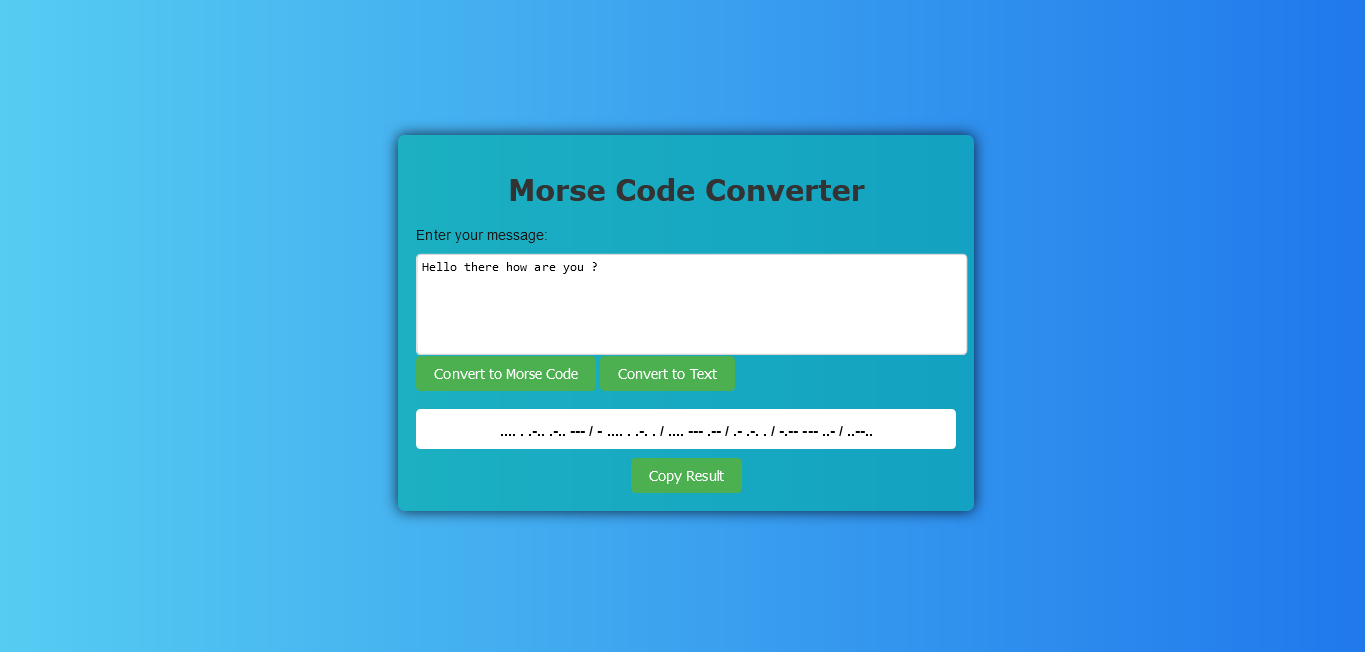 Morse Code Converter
Enter your message:
Hello there how are you ?
Convert to Morse Code Convert to Text
.... . .-.. .-.. --- / - .... . .-. . / .... --- .-- / .- .-. . / -.-- --- ..- / ..--..
Copy Result